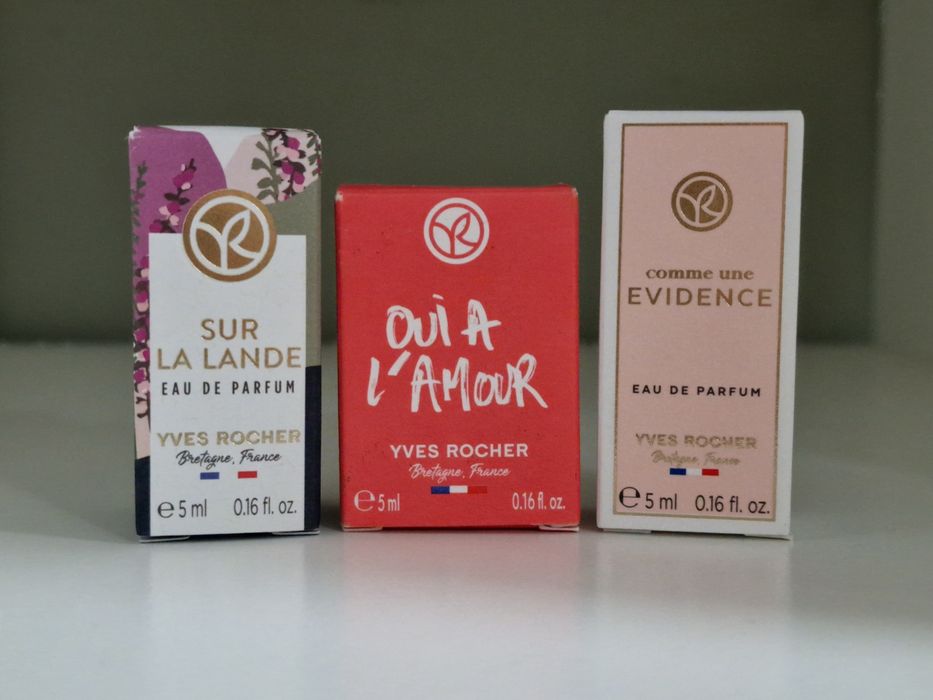 SUR
LA LANDE
EAU DE PARFUM
YVES ROCHER
Bretagne, France
℮ 5 ml 0.16 fl. oz.
OUi A
L'AMOUR
YVES ROCHER
Bretagne, France
℮ 5 ml 0.16 fl. oz.
comme une
EVIDENCE
EAU DE PARFUM
YVES ROCHER
Bretagne, France
℮ 5 ml 0.16 fl. oz.